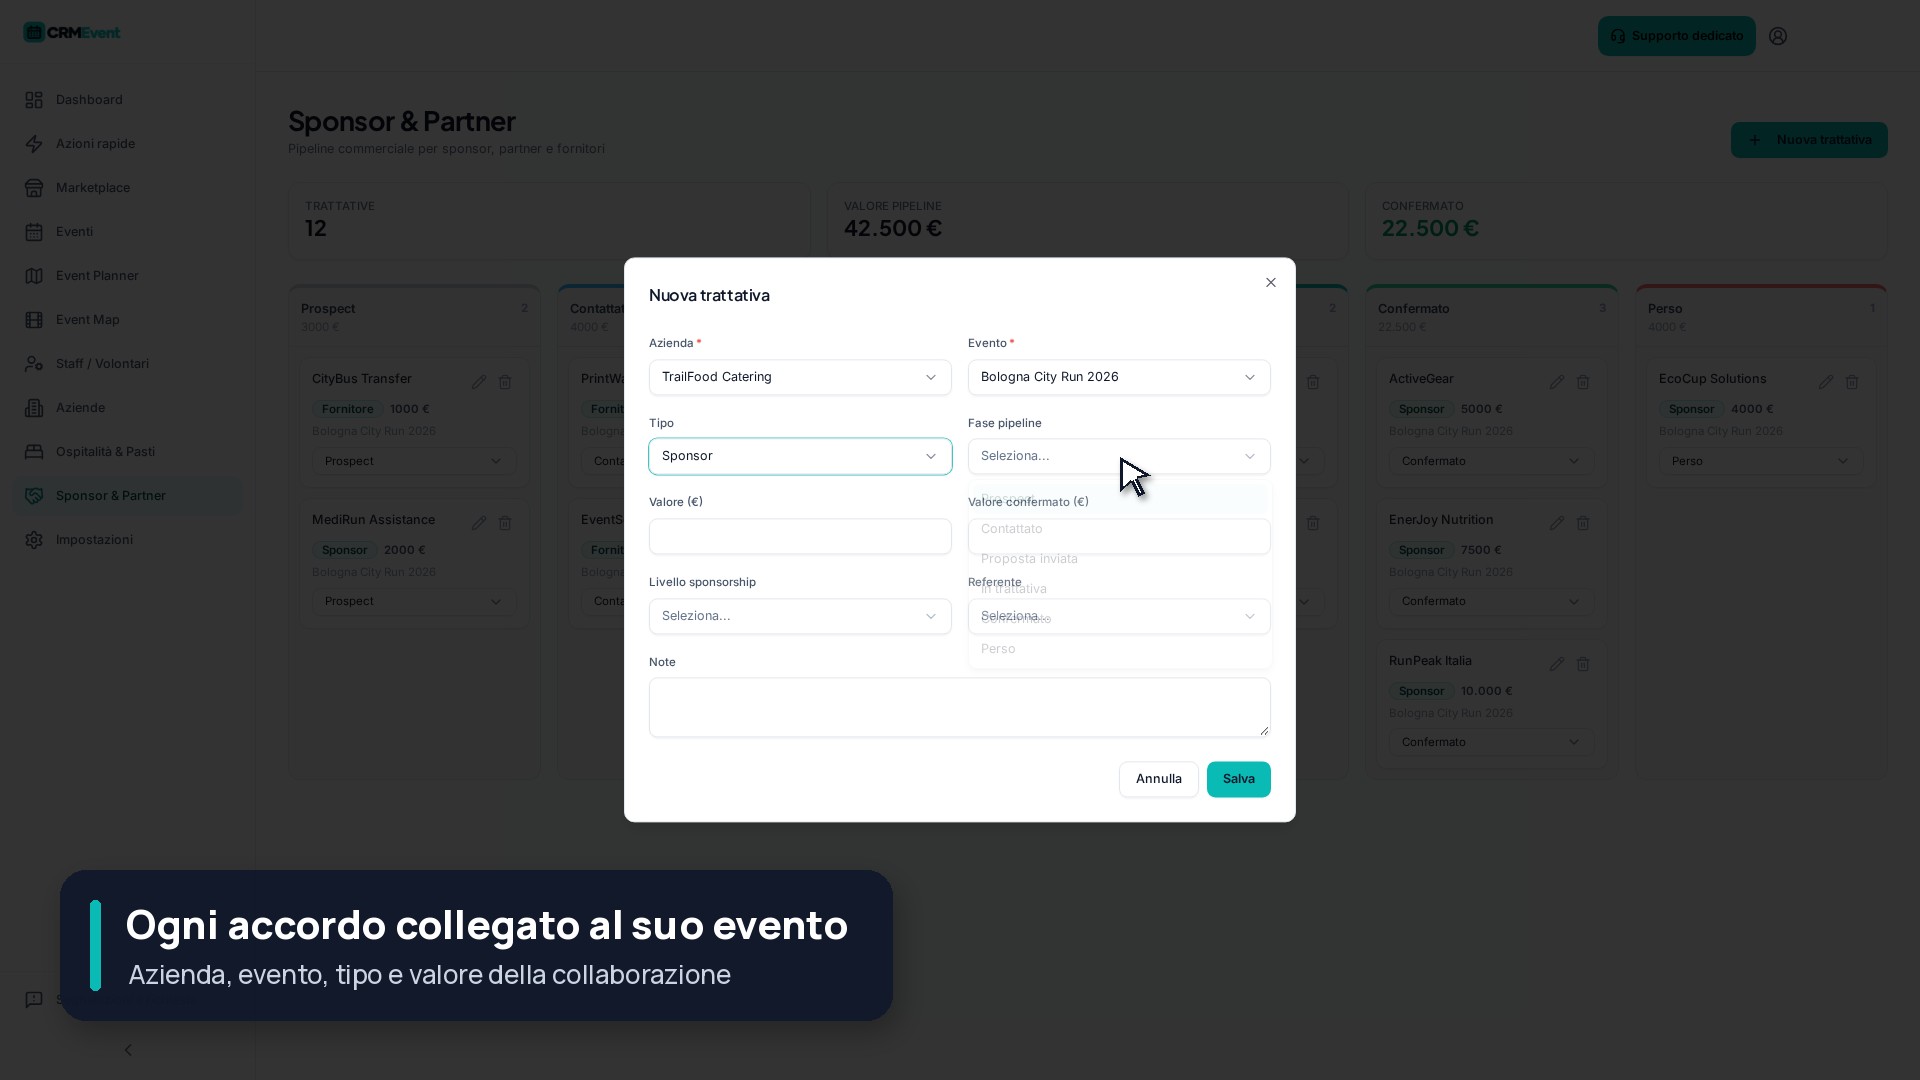 CRMEvent
Supporto dedicato
Dashboard
Azioni rapide
Marketplace
Eventi
Event Planner
Event Map
Staff / Volontari
Aziende
Ospitalità & Pasti
Sponsor & Partner
Impostazioni
Sponsor & Partner
Pipeline commerciale per sponsor, partner e fornitori
Nuova trattativa
TRATTATIVE
12
VALORE PIPELINE
42.500 €
CONFERMATO
22.500 €
Prospect 2
3000 €
CityBus Transfer
Fornitore 1000 €
Bologna City Run 2026
Prospect
MediRun Assistance
Sponsor 2000 €
Bologna City Run 2026
Prospect
4000 €
2
Confermato 3
22.500 €
ActiveGear
Sponsor 5000 €
Bologna City Run 2026
Confermato
EnerJoy Nutrition
Sponsor 7500 €
Bologna City Run 2026
Confermato
RunPeak Italia
Sponsor 10.000 €
Bologna City Run 2026
Confermato
Perso 1
4000 €
EcoCup Solutions
Sponsor 4000 €
Bologna City Run 2026
Perso
Nuova trattativa
Azienda *
TrailFood Catering
Evento *
Bologna City Run 2026
Tipo
Sponsor
Fase pipeline
Seleziona...
Prospect
Contattato
Proposta inviata
In trattativa
Confermato
Perso
Valore (€)
Valore confermato (€)
Livello sponsorship
Seleziona...
Referente
Seleziona...
Note
Annulla
Salva
Ogni accordo collegato al suo evento
Azienda, evento, tipo e valore della collaborazione